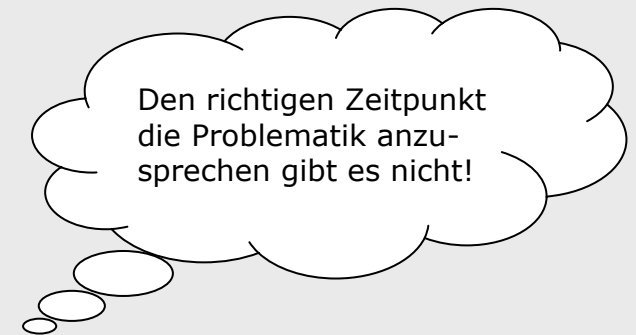 Den richtigen Zeitpunkt
die Problematik anzu-
sprechen gibt es nicht!